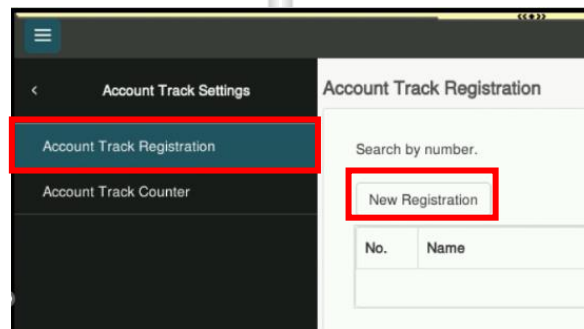 Account Track Settings
Account Track Registration
Account Track Registration
Account Track Counter
Search by number.
New Registration
No. Name